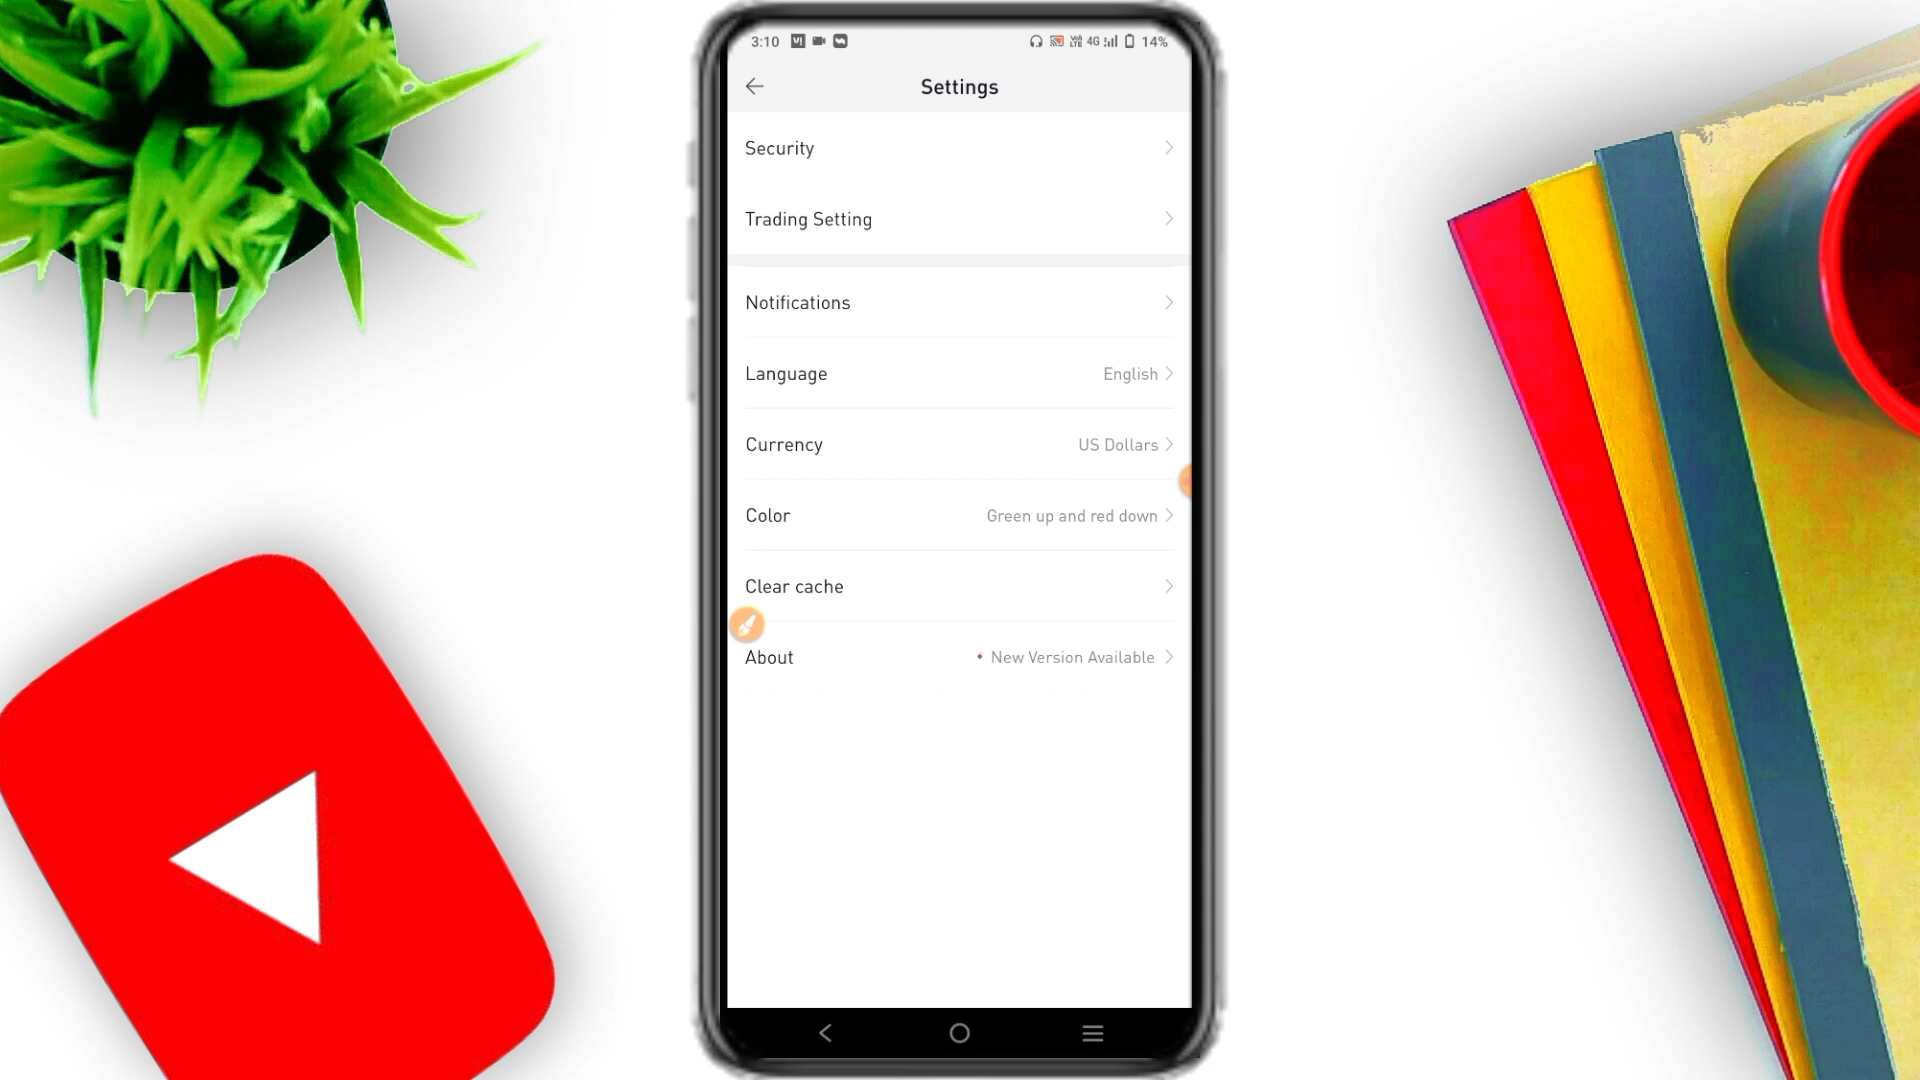 3:10 4G 14%
Settings
Security
Trading Setting
Notifications
Language English
Currency US Dollars
Color Green up and red down
Clear cache
About • New Version Available